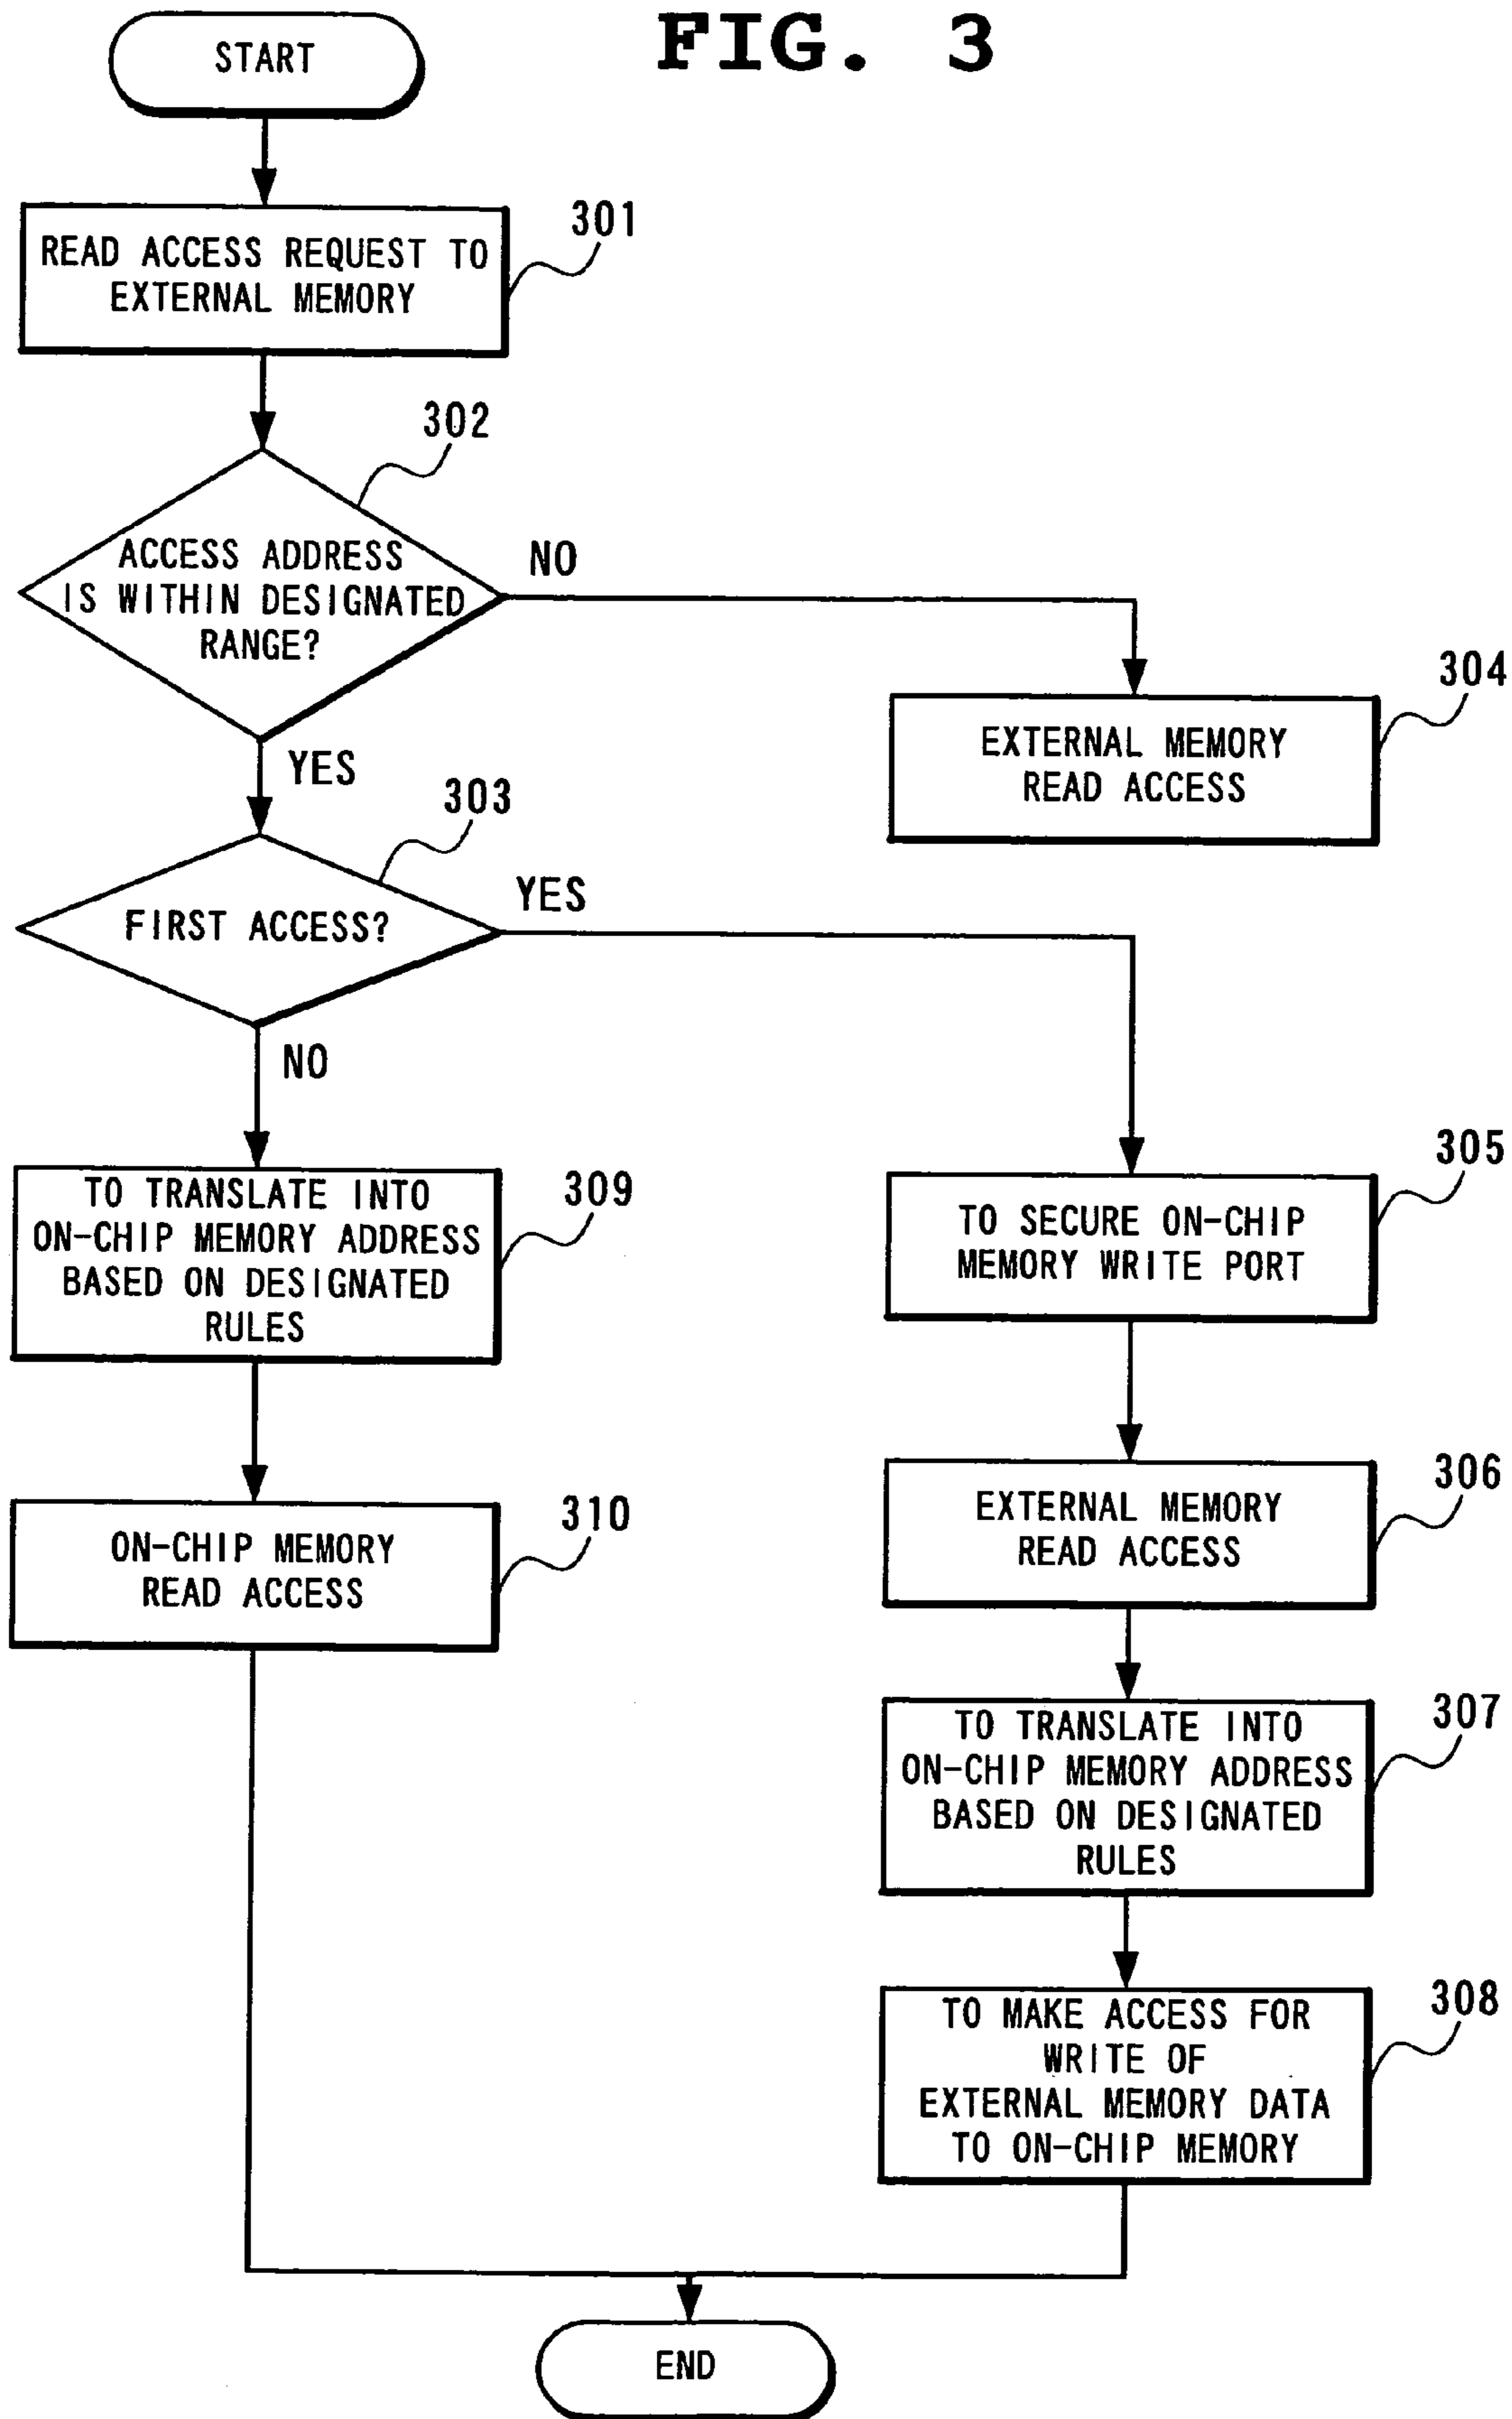 FIG. 3
START
READ ACCESS REQUEST TO
EXTERNAL MEMORY
301
302
ACCESS ADDRESS
IS WITHIN DESIGNATED
RANGE?
NO
YES
304
EXTERNAL MEMORY
READ ACCESS
303
FIRST ACCESS?
YES
NO
309
TO TRANSLATE INTO
ON-CHIP MEMORY ADDRESS
BASED ON DESIGNATED
RULES
305
TO SECURE ON-CHIP
MEMORY WRITE PORT
310
ON-CHIP MEMORY
READ ACCESS
306
EXTERNAL MEMORY
READ ACCESS
307
TO TRANSLATE INTO
ON-CHIP MEMORY ADDRESS
BASED ON DESIGNATED
RULES
308
TO MAKE ACCESS FOR
WRITE OF
EXTERNAL MEMORY DATA
TO ON-CHIP MEMORY
END